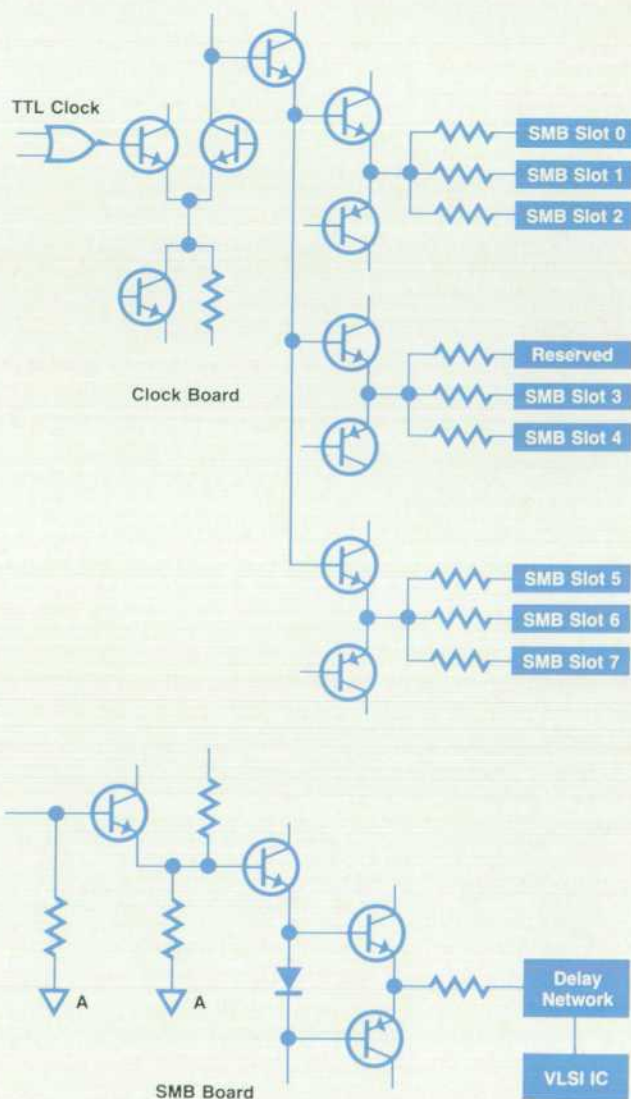 TTL Clock
SMB Slot 0
SMB Slot 1
SMB Slot 2
Clock Board
Reserved
SMB Slot 3
SMB Slot 4
SMB Slot 5
SMB Slot 6
SMB Slot 7
A
A
Delay
Network
VLSI IC
SMB Board